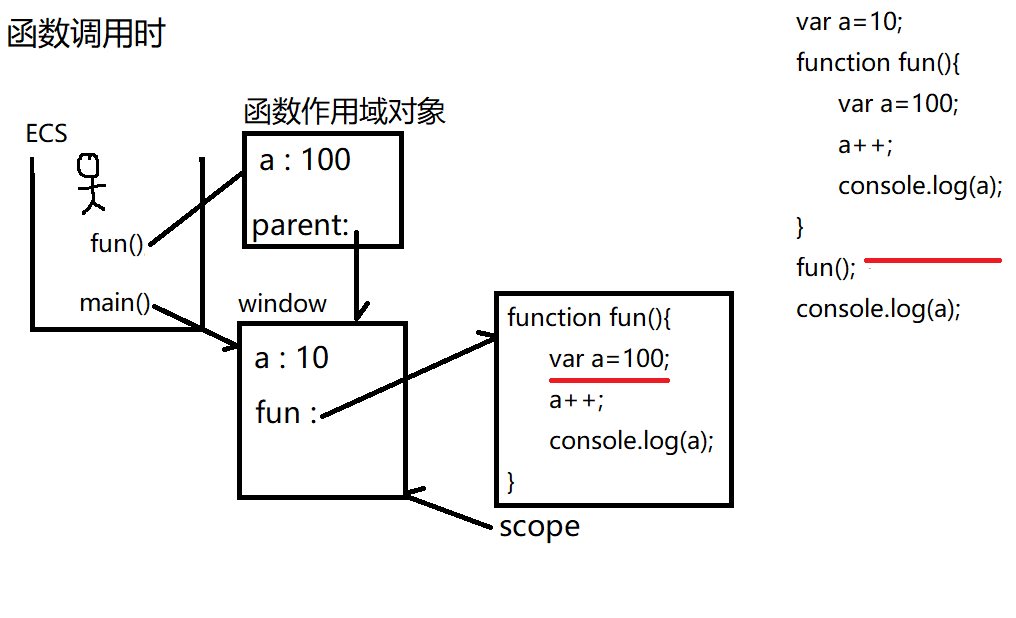 函数调用时
ECS
fun()
main()
函数作用域对象
a : 100
parent:
window
a : 10
fun :
function fun(){
var a=100;
a++;
console.log(a);
}
scope
var a=10;
function fun(){
var a=100;
a++;
console.log(a);
}
fun();
console.log(a);